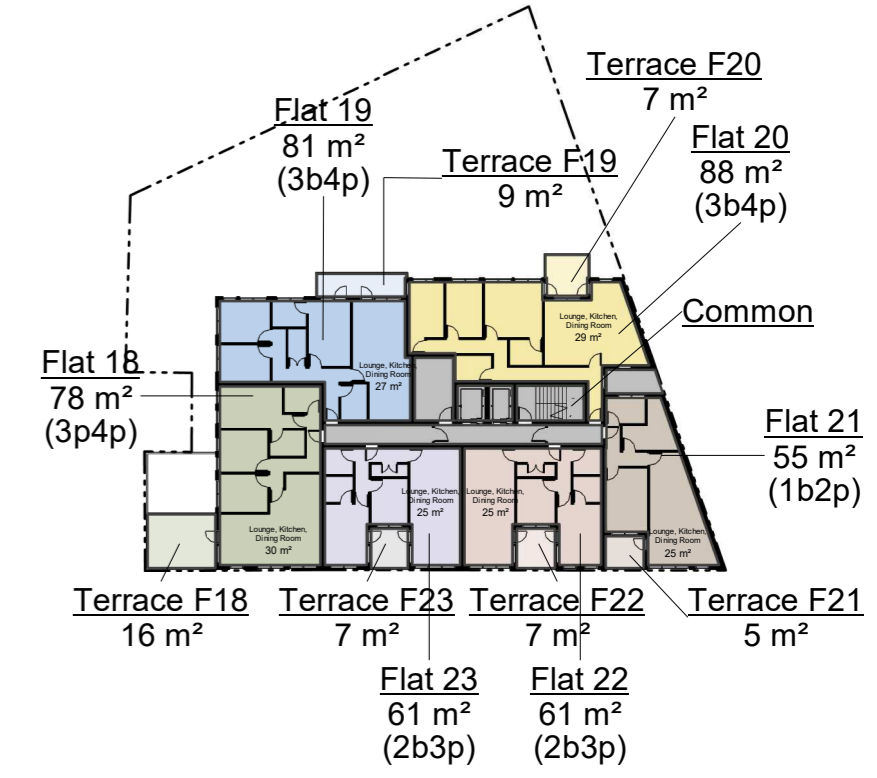 Terrace F20
7 m²
Flat 19
81 m²
(3b4p)
Flat 20
88 m²
(3b4p)
Terrace F19
9 m²
Common
Lounge, Kitchen,
Dining Room
29 m²
Lounge, Kitchen,
Dining Room
27 m²
Flat 18
78 m²
(3p4p)
Flat 21
55 m²
(1b2p)
Lounge, Kitchen,
Dining Room
25 m²
Lounge, Kitchen,
Dining Room
25 m²
Lounge, Kitchen,
Dining Room
30 m²
Lounge, Kitchen,
Dining Room
25 m²
Terrace F18
16 m²
Terrace F23
7 m²
Terrace F22
7 m²
Terrace F21
5 m²
Flat 23
61 m²
(2b3p)
Flat 22
61 m²
(2b3p)